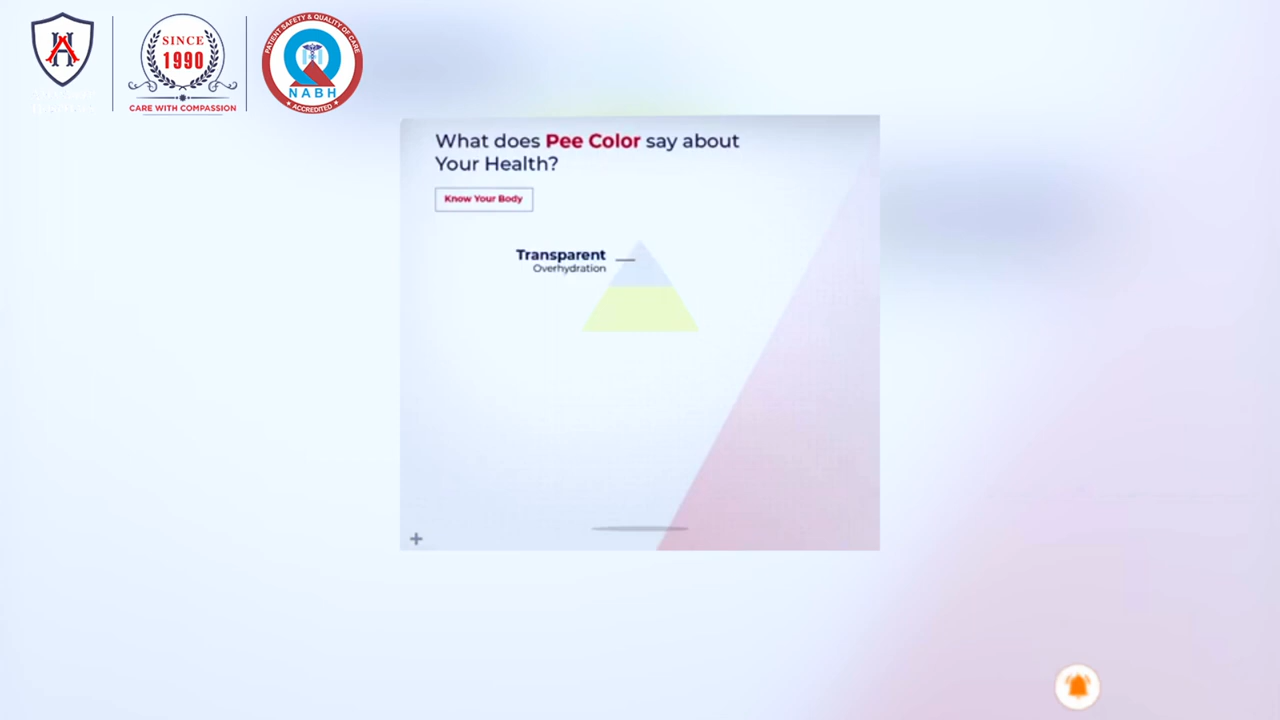 SINCE
1990
CARE WITH COMPASSION
PATIENT SAFETY & QUALITY OF CARE
NABH
ACCREDITED
What does Pee Color say about
Your Health?
Know Your Body
Transparent
Overhydration